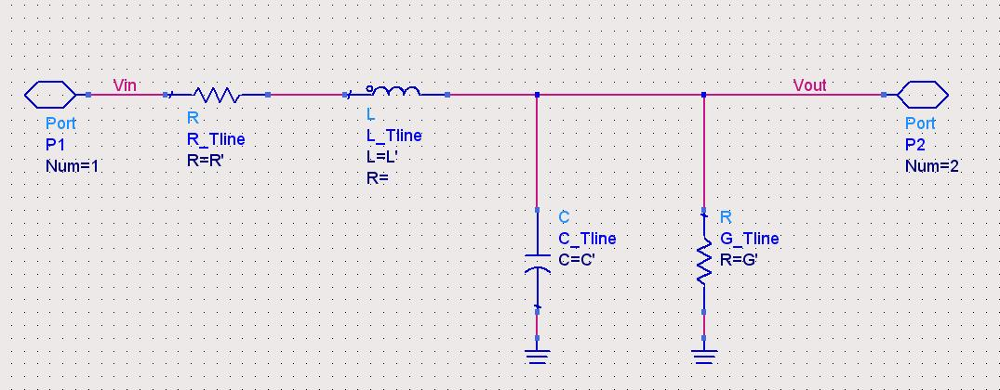 Vin
Vout
Port
P1
Num=1
R
R_Tline
R=R'
L
L_Tline
L=L'
R=
Port
P2
Num=2
C
C_Tline
C=C'
R
G_Tline
R=G'